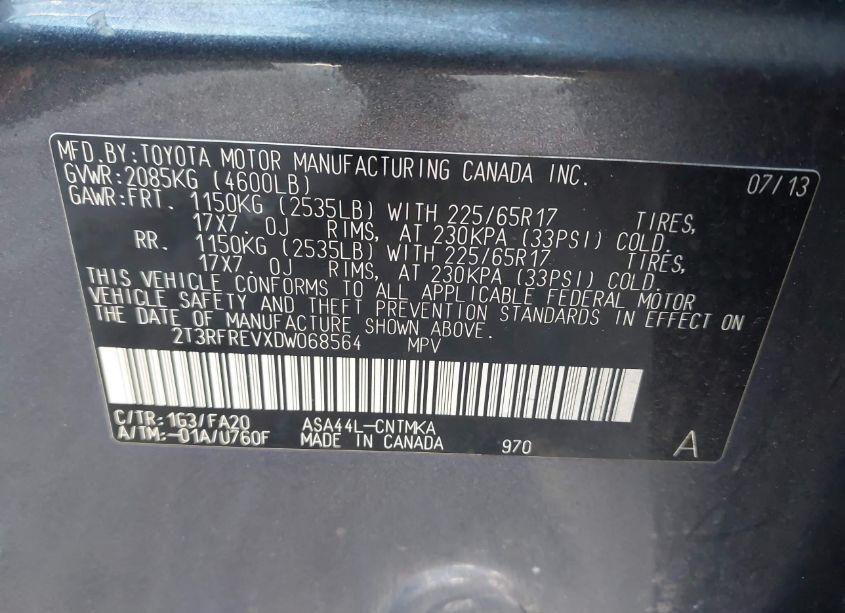 MFD.BY:TOYOTA MOTOR MANUFACTURING CANADA INC. 07/13
GVWR:2085KG (4600LB)
GAWR:FRT. 1150KG (2535LB) WITH 225/65R17 TIRES,
17X7. 0J RIMS, AT 230KPA (33PSI) COLD.
RR. 1150KG (2535LB) WITH 225/65R17 TIRES,
17X7. 0J RIMS, AT 230KPA (33PSI) COLD.
THIS VEHICLE CONFORMS TO ALL APPLICABLE FEDERAL MOTOR
VEHICLE SAFETY AND THEFT PREVENTION STANDARDS IN EFFECT ON
THE DATE OF MANUFACTURE SHOWN ABOVE.
2T3RFREVXDW068564 MPV
C/TR:1G3/FA20 ASA44L-CNTMKA
A/TM:-01A/U760F MADE IN CANADA 970 A